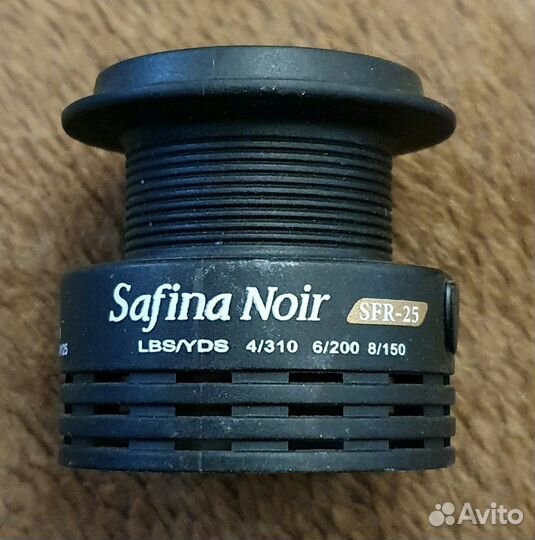 Safina Noir SFR-25
LBS/YDS 4/310 6/200 8/150
Avito